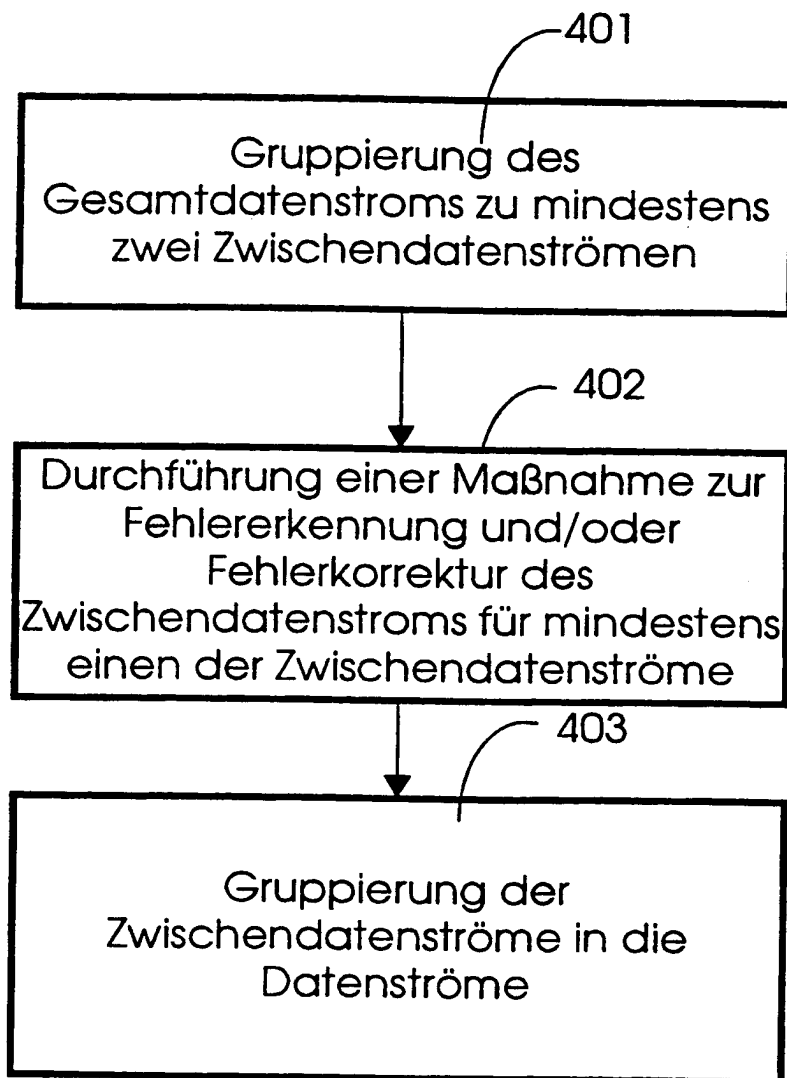 401
Gruppierung des
Gesamtdatenstroms zu mindestens
zwei Zwischendatenströmen
402
Durchführung einer Maßnahme zur
Fehlererkennung und/oder
Fehlerkorrektur des
Zwischendatenstroms für mindestens
einen der Zwischendatenströme
403
Gruppierung der
Zwischendatenströme in die
Datenströme